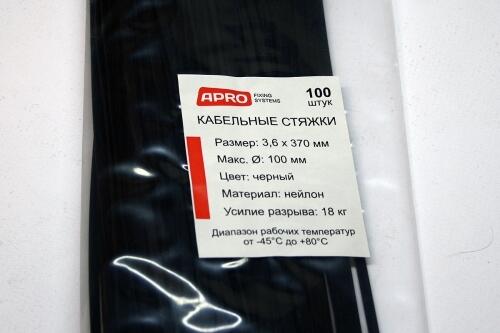 APRO FIXING SYSTEMS
100 штук
КАБЕЛЬНЫЕ СТЯЖКИ
Размер: 3,6 x 370 мм
Макс. Ø: 100 мм
Цвет: черный
Материал: нейлон
Усилие разрыва: 18 кг
Диапазон рабочих температур
от -45°С до +80°С